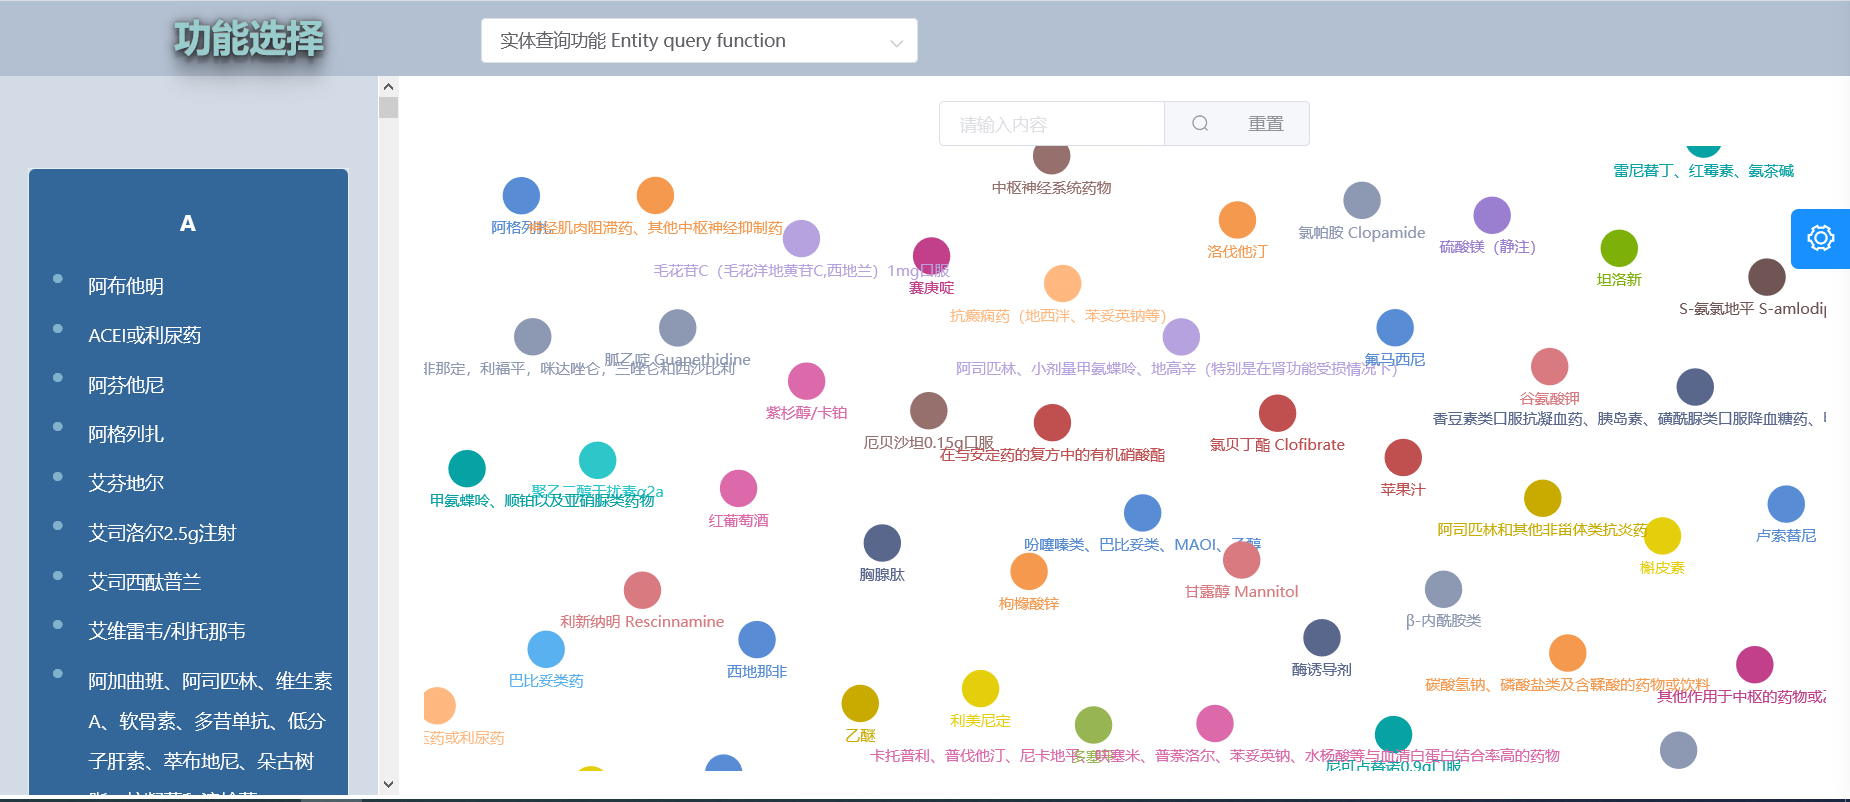 功能选择
实体查询功能 Entity query function
请输入内容
重置
A
阿布他明
ACEI或利尿药
阿芬他尼
阿格列扎
艾芬地尔
艾司洛尔2.5g注射
艾司西酞普兰
艾维雷韦/利托那韦
阿加曲班、阿司匹林、维生素
A、软骨素、多昔单抗、低分
子肝素、萃布地尼、朵古树
中枢神经系统药物
雷尼替丁、红霉素、氨茶碱
阿格列扎
经肌肉阻滞药、其他中枢神经抑制药
洛伐他汀
氯帕胺 Clopamide
硫酸镁（静注）
毛花苷C（毛花洋地黄苷C,西地兰）1mg口服
赛庚啶
坦洛新
抗癫痫药（地西泮、苯妥英钠等）
S-氨氯地平 S-amlodi
胍乙啶 Guanethidine
非那定，利福平，咪达唑仑，三唑仑和西沙比利
阿司匹林、小剂量甲氨蝶呤、地高辛（特别是在肾功能受损情况下）
氟马西尼
谷氨酸钾
紫杉醇/卡铂
香豆素类口服抗凝血药、胰岛素、磺酰脲类口服降血糖药、
厄贝沙坦0.15g口服
在与安定药的复方中的有机硝酸酯
氯贝丁酯 Clofibrate
苹果汁
聚乙二醇干扰素α2a
甲氨蝶呤、顺铂以及亚硝脲类药物
红葡萄酒
阿司匹林和其他非甾体类抗炎药
卢索替尼
吩噻嗪类、巴比妥类、MAOI、乙醇
胸腺肽
槲皮素
枸橼酸锌
甘露醇 Mannitol
利新纳明 Rescinnamine
β-内酰胺类
西地那非
酶诱导剂
巴比妥类药
碳酸氢钠、磷酸盐类及含鞣酸的药物或饮料
其他作用于中枢的药物或
利美尼定
压药或利尿药
乙醚
多塞平
卡托普利、普伐他汀、尼卡地平、呋塞米、普萘洛尔、苯妥英钠、水杨酸等与血清白蛋白结合率高的药物
尼可占替诺0.9g口服